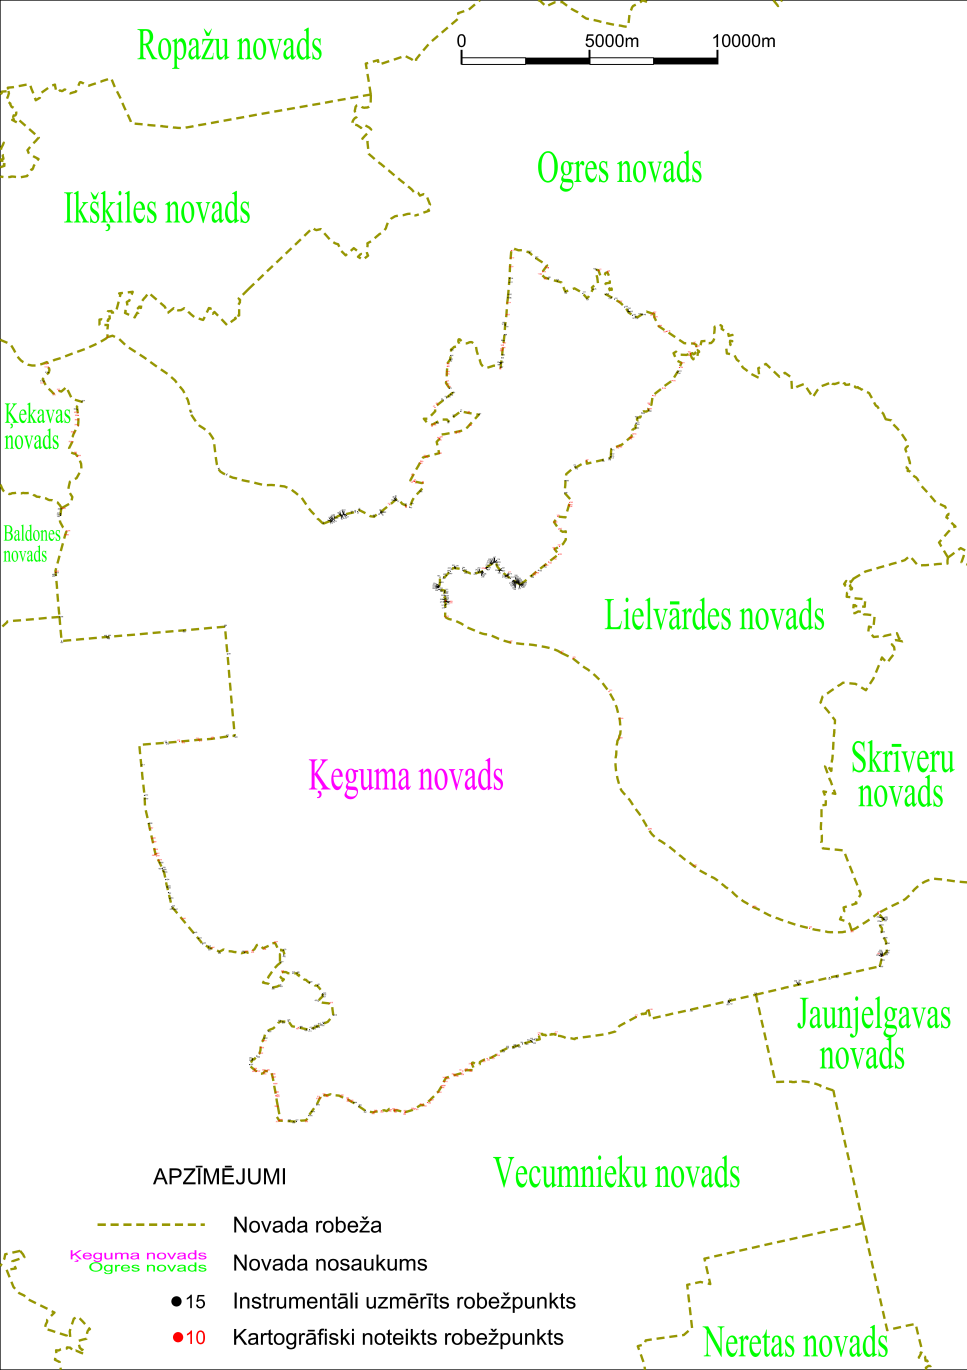 Ropažu novads
0 5000m 10000m
Ogres novads
Ikšķiles novads
Ķekavas
novads
Baldones
novads
Lielvārdes novads
Ķeguma novads
Skrīveru
novads
Jaunjelgavas
novads
Vecumnieku novads
APZĪMĒJUMI
Novada robeža
Ķeguma novads
Ogres novads
Novada nosaukums
15 Instrumentāli uzmērīts robežpunkts
10 Kartogrāfiski noteikts robežpunkts
Neretas novads